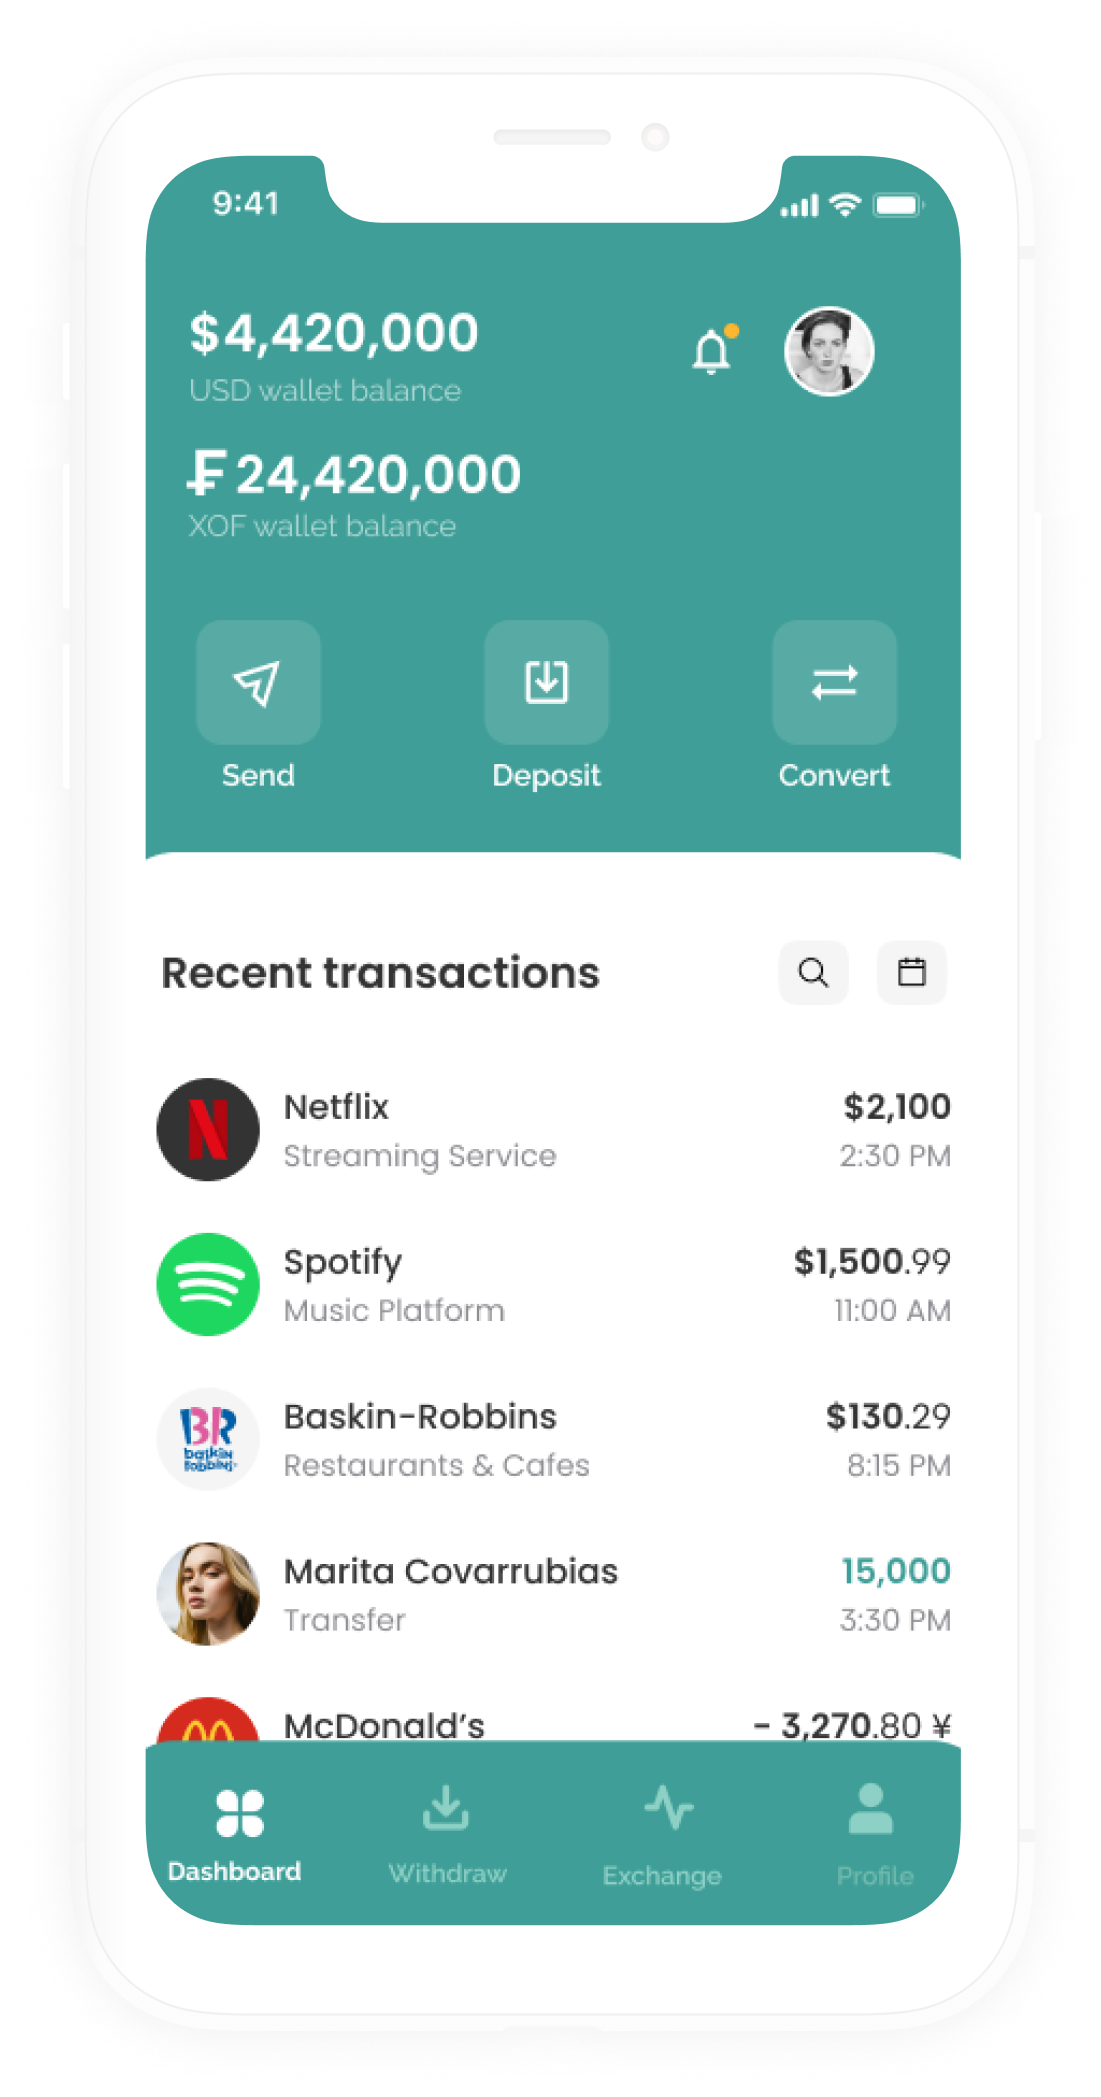 9:41
$4,420,000
USD wallet balance
₣ 24,420,000
XOF wallet balance
Send
Deposit
Convert
Recent transactions
Netflix
$2,100
Streaming Service
2:30 PM
Spotify
$1,500.99
Music Platform
11:00 AM
BR
baskin
robbins
Baskin-Robbins
$130.29
Restaurants & Cafes
8:15 PM
Marita Covarrubias
15,000
Transfer
3:30 PM
McDonald's
- 3,270.80 ¥
Dashboard
Withdraw
Exchange
Profile